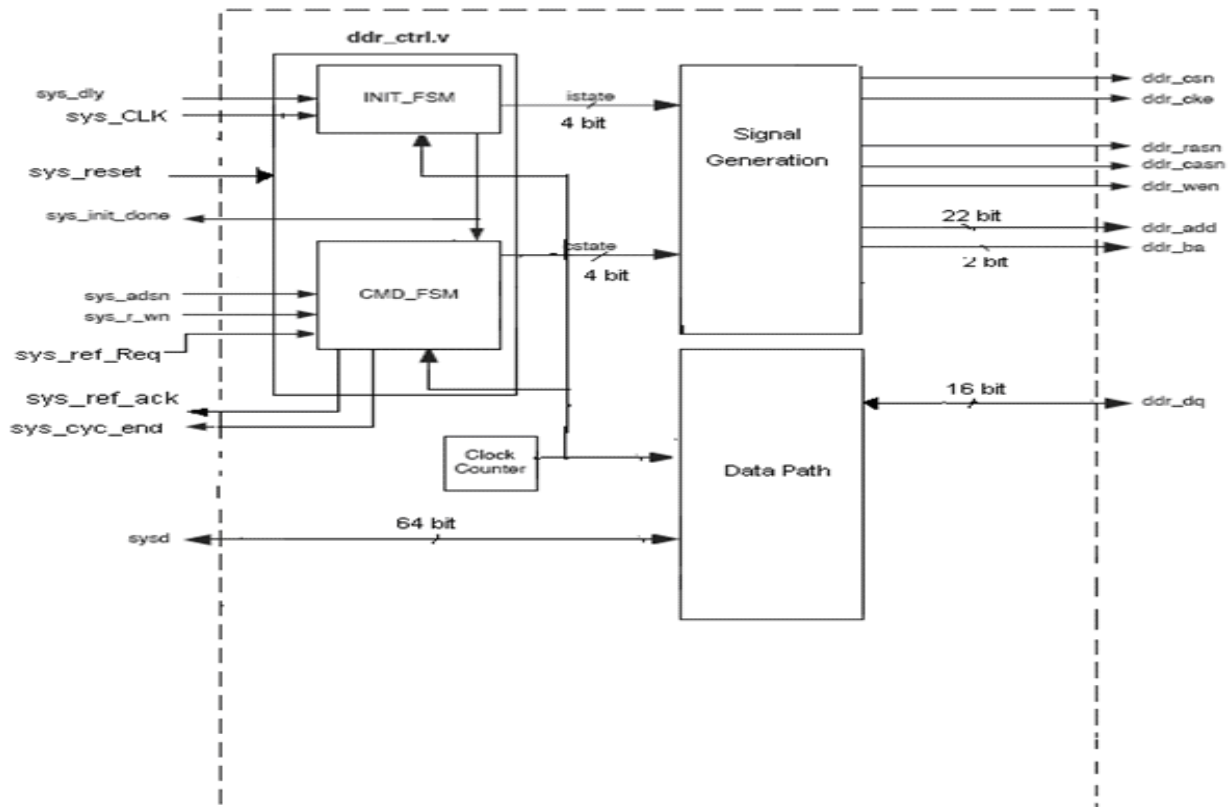 ddr_ctrl.v
sys_dly
sys_CLK
sys_reset
sys_init_done
sys_adsn
sys_r_wn
sys_ref_Req
sys_ref_ack
sys_cyc_end
sysd
INIT_FSM
CMD_FSM
istate
4 bit
cstate
4 bit
Clock
Counter
64 bit
Signal
Generation
Data Path
ddr_csn
ddr_cke
ddr_rasn
ddr_casn
ddr_wen
22 bit
ddr_add
2 bit
ddr_ba
16 bit
ddr_dq